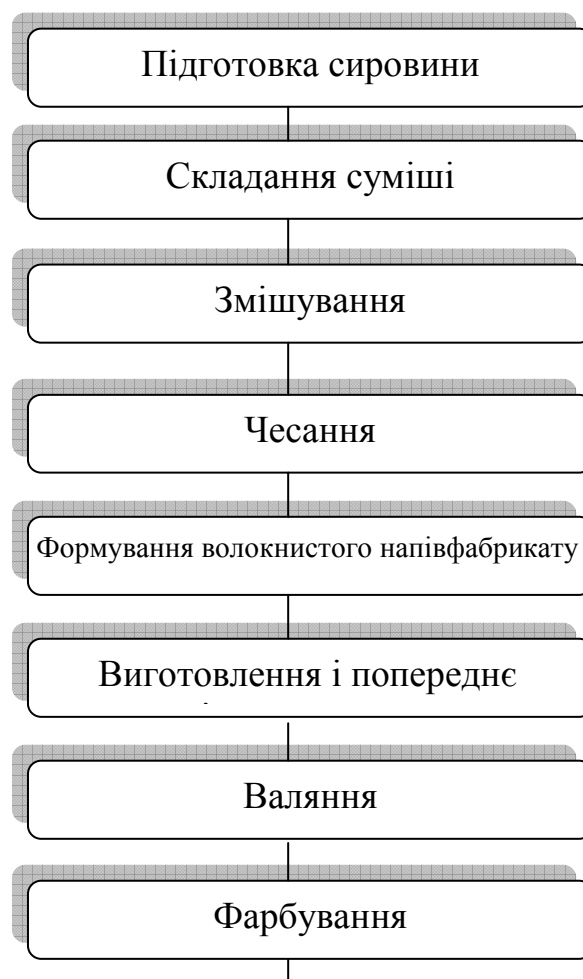 Підготовка сировини
Складання суміші
Змішування
Чесання
Формування волокнистого напівфабрикату
Виготовлення і попереднє
Валяння
Фарбування